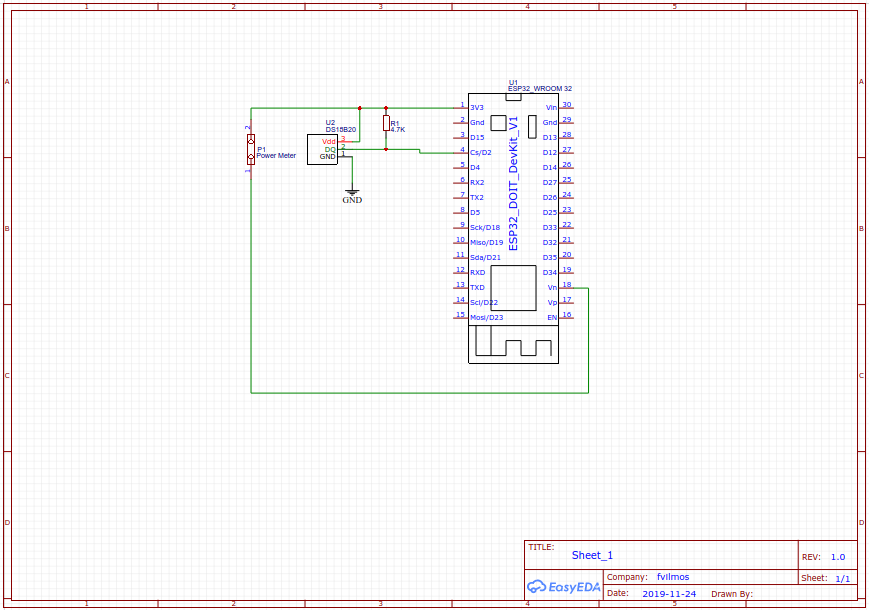 1 2 3 4 5
A A
U1
ESP32_WROOM 32
1 3V3 Vin 30
2 Gnd Gnd 29
3 D15 D13 28
4 Cs/D2 D12 27
5 D4 D14 26
6 RX2 D27 25
7 TX2 D26 24
8 D5 D25 23
9 Sck/D18 D33 22
10 Miso/D19 D32 21
11 Sda/D21 D35 20
12 RXD D34 19
13 TXD Vn 18
14 Scl/D22 Vp 17
15 Mosi/D23 EN 16
ESP32_DOIT_DevKit_V1
U2
DS18B20
Vdd 3
DQ 2
GND 1
R1
4.7K
2
P1
Power Meter
1
GND
B B
C C
D D
TITLE:
Sheet_1
REV: 1.0
EasyEDA
Company: fvilmos
Sheet: 1/1
Date: 2019-11-24 Drawn By:
1 2 3 4 5